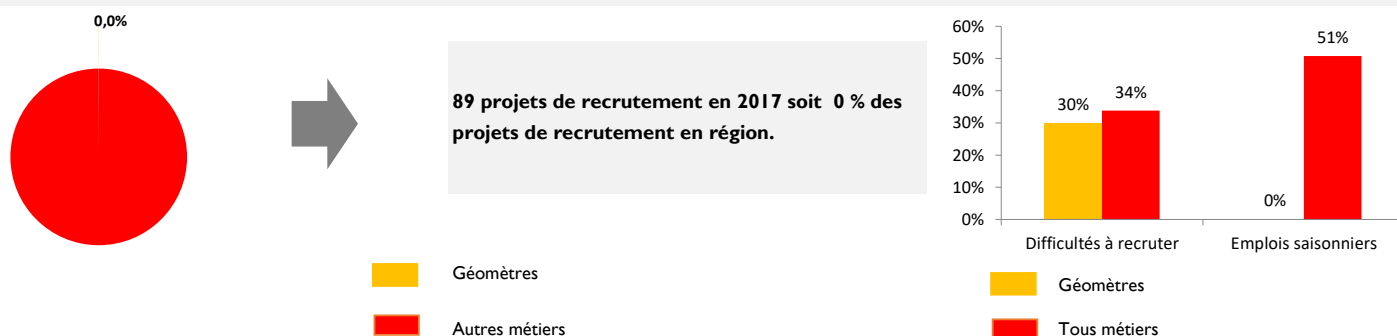 0,0%
89 projets de recrutement en 2017 soit 0 % des
projets de recrutement en région.
Géomètres
Autres métiers
60%
50%
40%
30%
20%
10%
0%
30%
34%
0%
51%
Difficultés à recruter
Emplois saisonniers
Géomètres
Tous métiers